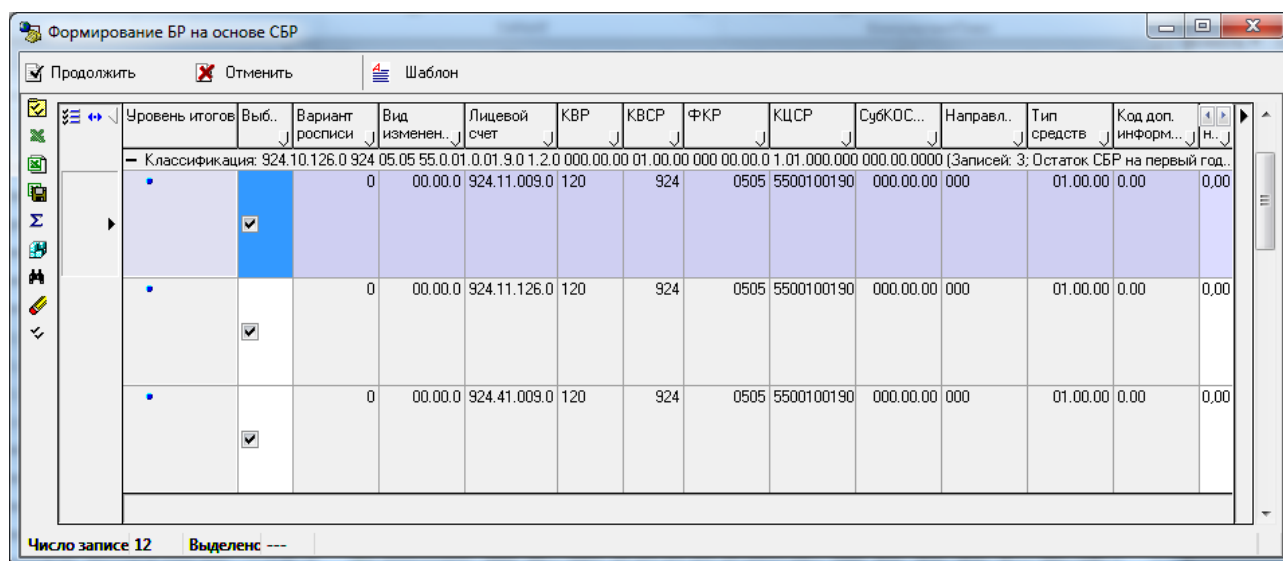 Формирование БР на основе СБР
Продолжить Отменить Шаблон
Уровень итогов Выб.. Вариант росписи Вид изменен... Лицевой счет КВР КВСР ФКР КЦСР СубКОС... Направл.. Тип средств Код доп. информ... н..
Классификация: 924.10.126.0 924 05.05 55.0.01.0.01.9.0 1.2.0 000.00.00 01.00.00 000 00.00.0 1.01.000.000 000.00.0000 (Записей: 3; Остаток СБР на первый год..
0 00.00.0 924.11.009.0 120 924 0505 5500100190 000.00.00 000 01.00.00 0.00 0,00
0 00.00.0 924.11.126.0 120 924 0505 5500100190 000.00.00 000 01.00.00 0.00 0,00
0 00.00.0 924.41.009.0 120 924 0505 5500100190 000.00.00 000 01.00.00 0.00 0,00
Число записе 12 Выделенс ---